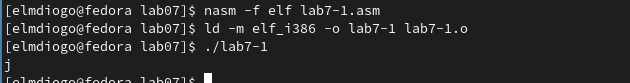 [elmdiogo@fedora lab07]$ nasm -f elf lab7-1.asm
[elmdiogo@fedora lab07]$ ld -m elf_i386 -o lab7-1 lab7-1.o
[elmdiogo@fedora lab07]$ ./lab7-1
j
[elmdiogo@fedora lab07]$